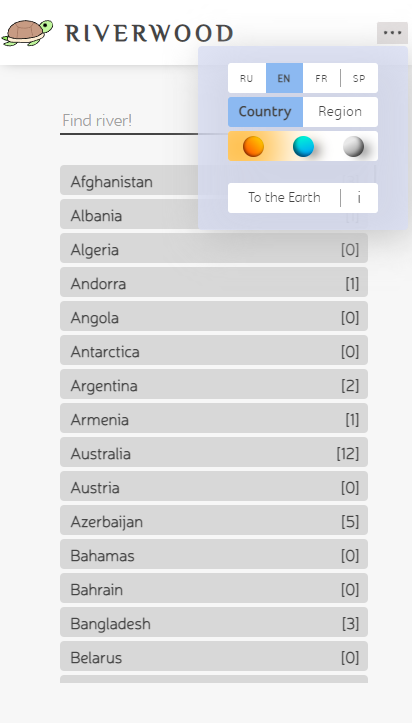 RIVERWOOD
...
RU EN FR SP
Country Region
To the Earth i
Find river!
Afghanistan
Albania
Algeria [0]
Andorra [1]
Angola [0]
Antarctica [0]
Argentina [2]
Armenia [1]
Australia [12]
Austria [0]
Azerbaijan [5]
Bahamas [0]
Bahrain [0]
Bangladesh [3]
Belarus [0]